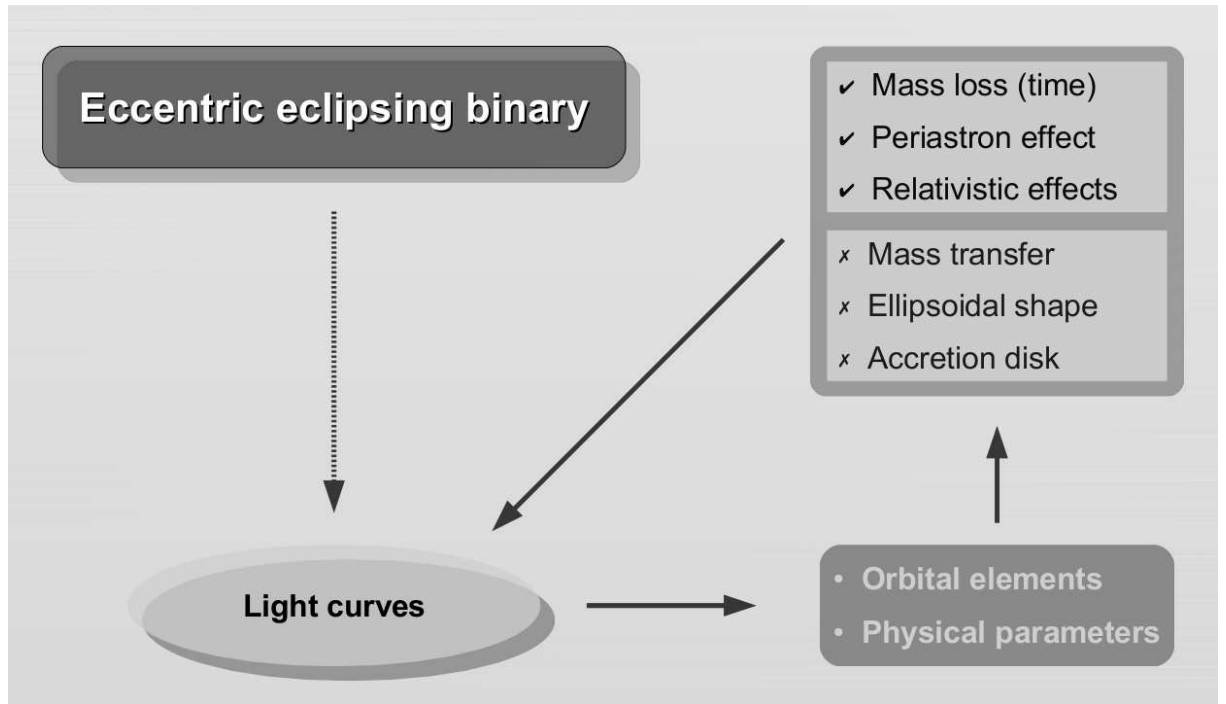 Eccentric eclipsing binary
✔ Mass loss (time)
✔ Periastron effect
✔ Relativistic effects
✗ Mass transfer
✗ Ellipsoidal shape
✗ Accretion disk
Light curves
• Orbital elements
• Physical parameters